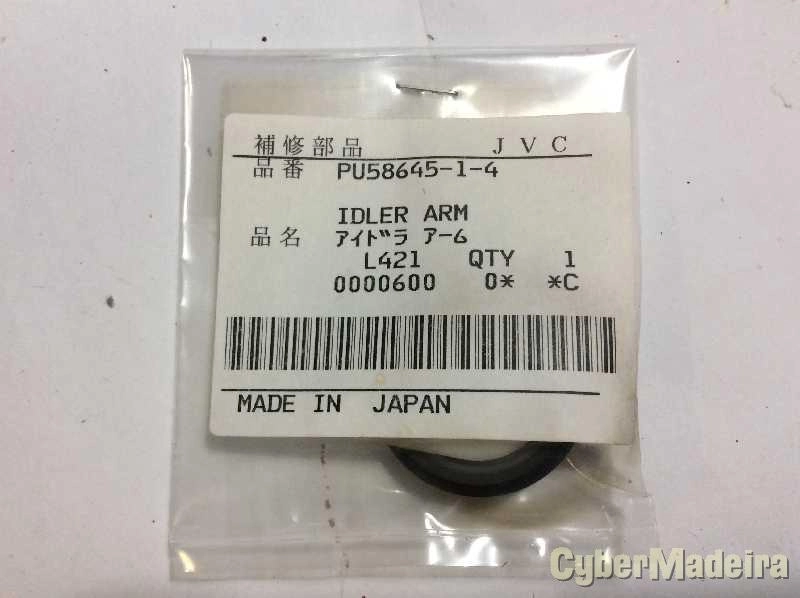 補修部品 JVC
品番 PU58645-1-4
IDLER ARM
品名 ｱｲﾄﾞﾗ ｱｰﾑ
L421 QTY 1
0000600 0* *C
MADE IN JAPAN
CyberMadeira